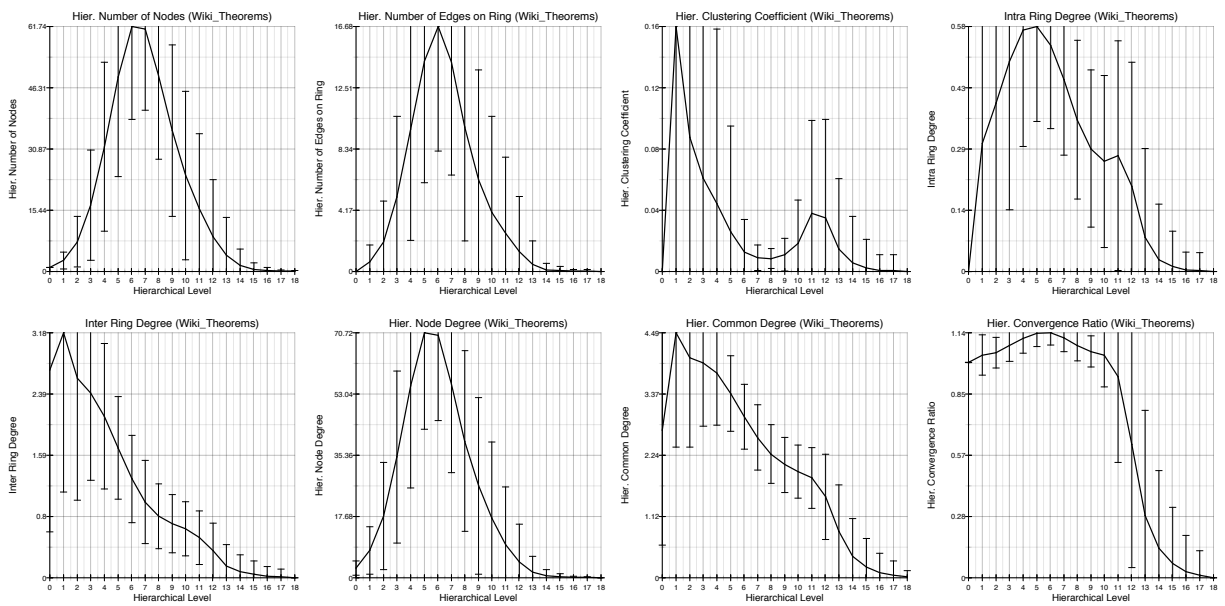 Hier. Number of Nodes (Wiki_Theorems)
Hier. Number of Nodes
61.74
46.31
30.87
15.44
0
0 1 2 3 4 5 6 7 8 9 10 11 12 13 14 15 16 17 18
Hierarchical Level
Hier. Number of Edges on Ring (Wiki_Theorems)
Hier. Number of Edges on Ring
16.68
12.51
8.34
4.17
0
0 1 2 3 4 5 6 7 8 9 10 11 12 13 14 15 16 17 18
Hierarchical Level
Hier. Clustering Coefficient (Wiki_Theorems)
Hier. Clustering Coefficient
0.16
0.12
0.08
0.04
0
0 1 2 3 4 5 6 7 8 9 10 11 12 13 14 15 16 17 18
Hierarchical Level
Intra Ring Degree (Wiki_Theorems)
Intra Ring Degree
0.58
0.43
0.29
0.14
0
0 1 2 3 4 5 6 7 8 9 10 11 12 13 14 15 16 17 18
Hierarchical Level
Inter Ring Degree (Wiki_Theorems)
Inter Ring Degree
3.18
2.39
1.59
0.8
0
0 1 2 3 4 5 6 7 8 9 10 11 12 13 14 15 16 17 18
Hierarchical Level
Hier. Node Degree (Wiki_Theorems)
Hier. Node Degree
70.72
53.04
35.36
17.68
0
0 1 2 3 4 5 6 7 8 9 10 11 12 13 14 15 16 17 18
Hierarchical Level
Hier. Common Degree (Wiki_Theorems)
Hier. Common Degree
4.49
3.37
2.24
1.12
0
0 1 2 3 4 5 6 7 8 9 10 11 12 13 14 15 16 17 18
Hierarchical Level
Hier. Convergence Ratio (Wiki_Theorems)
Hier. Convergence Ratio
1.14
0.85
0.57
0.28
0
0 1 2 3 4 5 6 7 8 9 10 11 12 13 14 15 16 17 18
Hierarchical Level